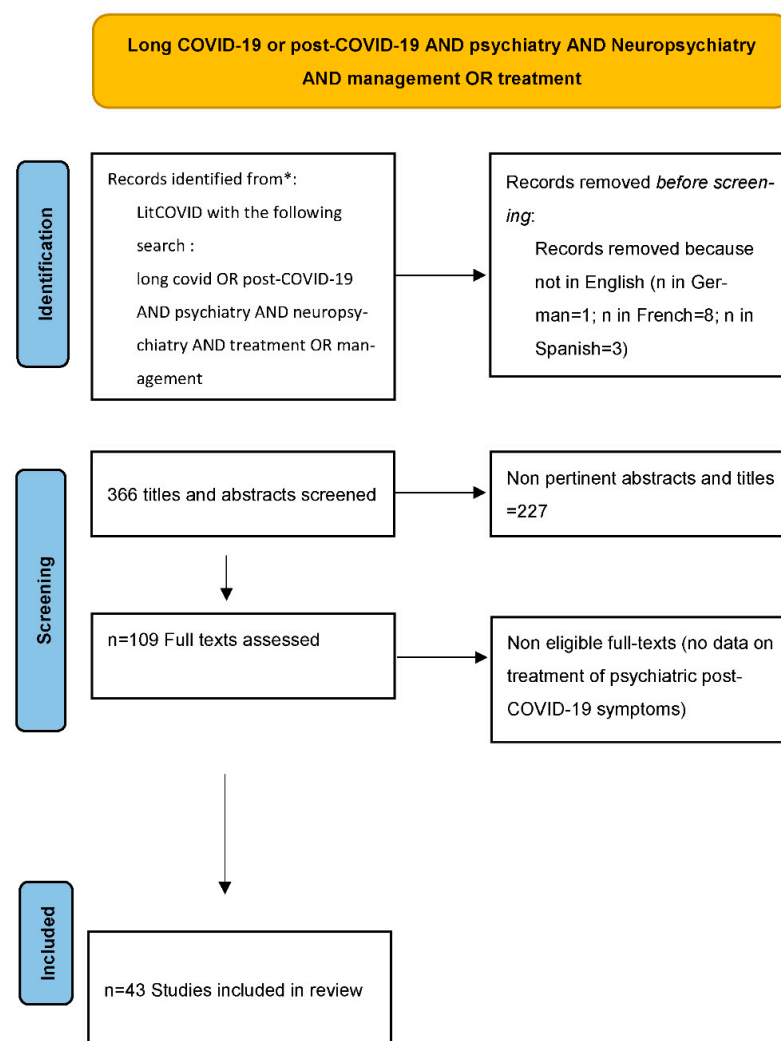 Long COVID-19 or post-COVID-19 AND psychiatry AND Neuropsychiatry
AND management OR treatment
Identification
Records identified from*:
LitCOVID with the following
search :
long covid OR post-COVID-19
AND psychiatry AND neuropsy-
chiatry AND treatment OR man-
agement
Records removed before screen-
ing:
Records removed because
not in English (n in Ger-
man=1; n in French=8; n in
Spanish=3)
Screening
366 titles and abstracts screened
Non pertinent abstracts and titles
=227
n=109 Full texts assessed
Non eligible full-texts (no data on
treatment of psychiatric post-
COVID-19 symptoms)
Included
n=43 Studies included in review